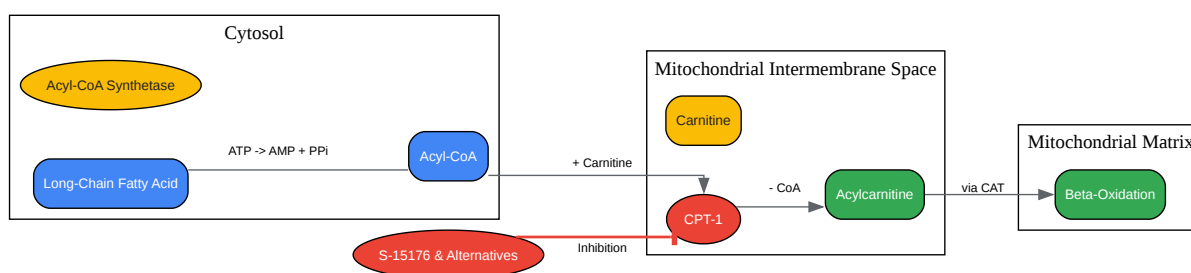 Cytosol
Acyl-CoA Synthetase
ATP -> AMP + PPi
Long-Chain Fatty Acid
Acyl-CoA
+ Carnitine
Mitochondrial Intermembrane Space
Carnitine
CPT-1
- CoA
Acylcarnitine
S-15176 & Alternatives
Inhibition
via CAT
Mitochondrial Matrix
Beta-Oxidation